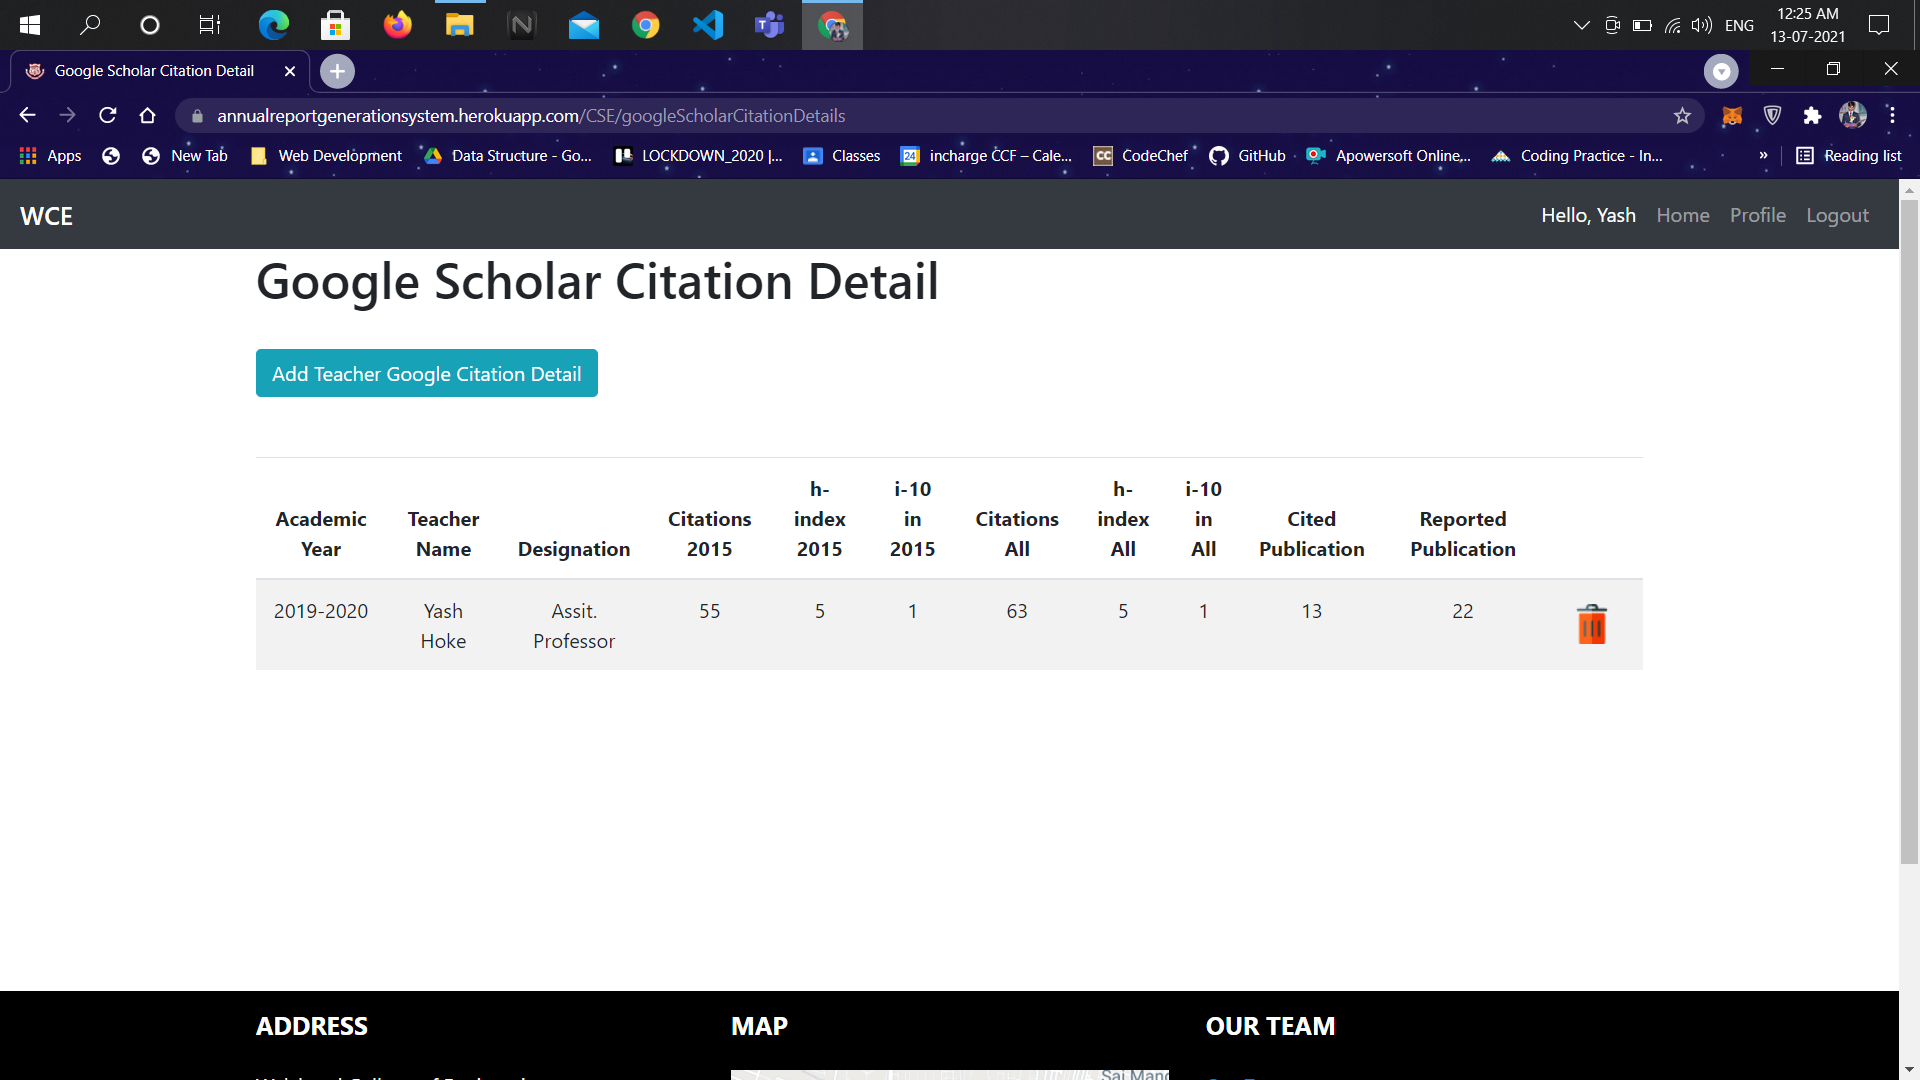 ENG
12:25 AM
13-07-2021
Google Scholar Citation Detail
annualreportgenerationsystem.herokuapp.com/CSE/googleScholarCitationDetails
Apps New Tab Web Development Data Structure - Go... LOCKDOWN_2020 |... Classes incharge CCF – Cale... CodeChef GitHub Apowersoft Online,... Coding Practice - In... » Reading list
WCE Hello, Yash Home Profile Logout
Google Scholar Citation Detail
Add Teacher Google Citation Detail
Academic Year Teacher Name Designation Citations 2015 h-index 2015 i-10 in 2015 Citations All h-index All i-10 in All Cited Publication Reported Publication
2019-2020 Yash Hoke Assit. Professor 55 5 1 63 5 1 13 22
ADDRESS MAP OUR TEAM